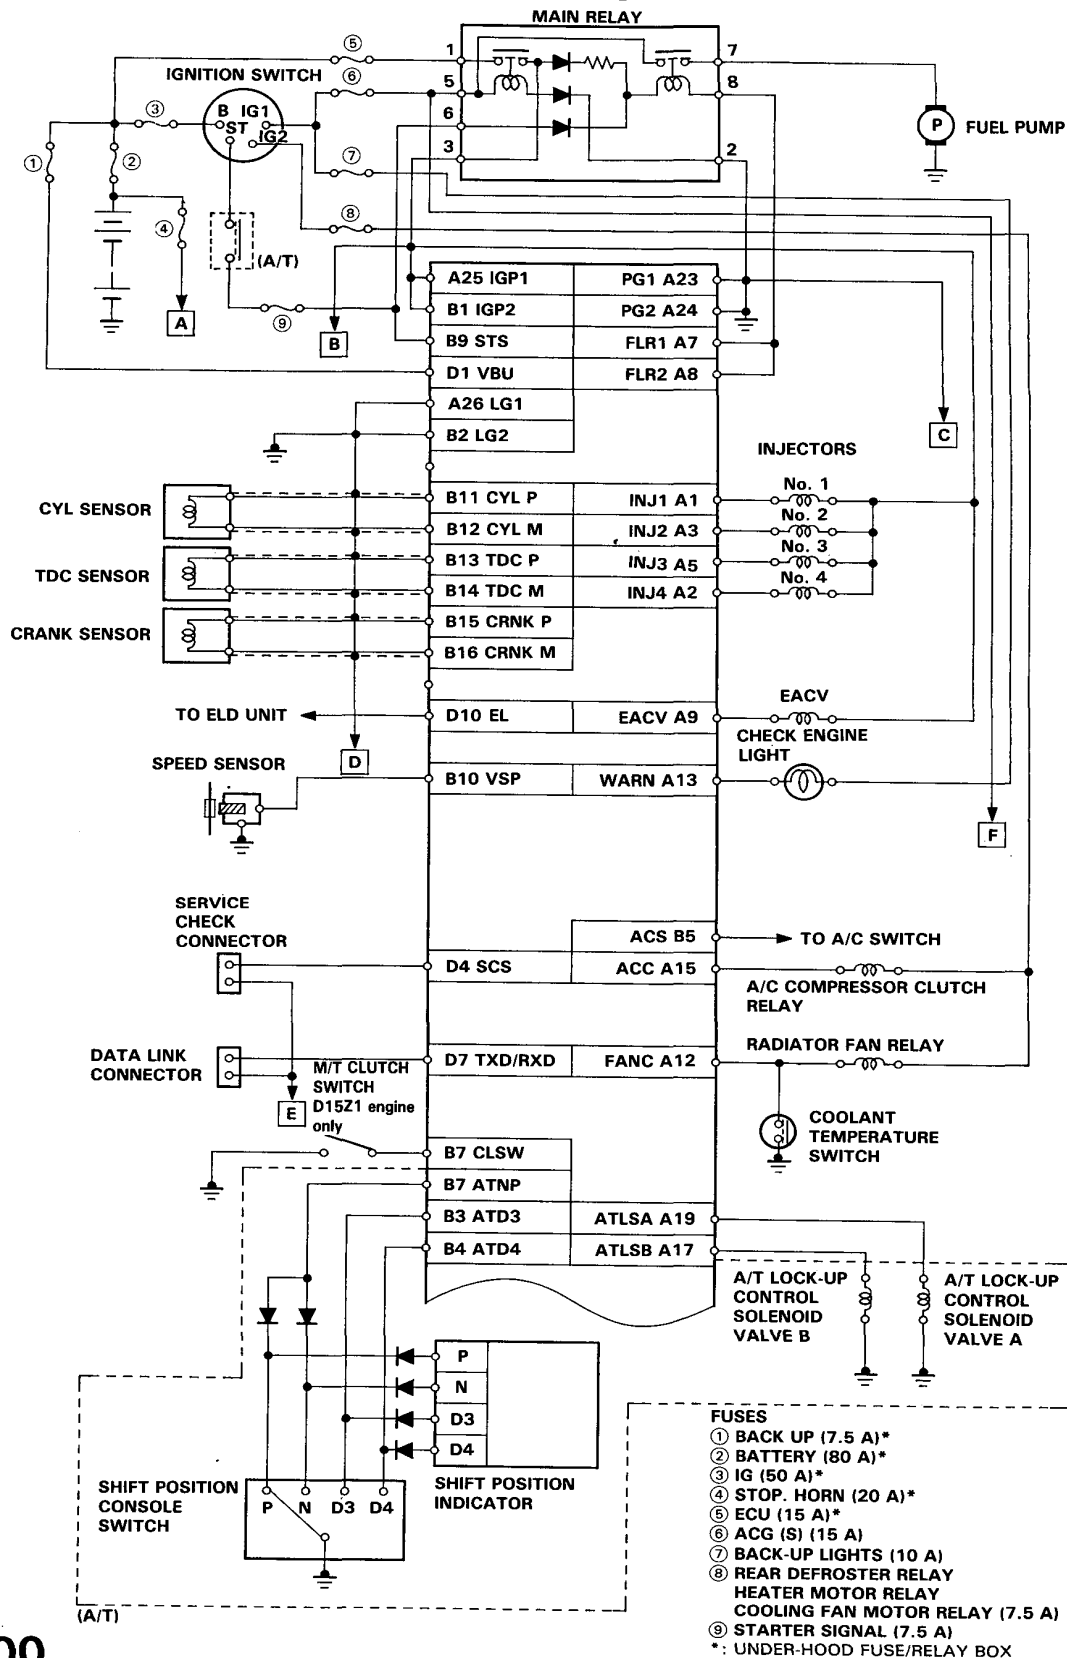 MAIN RELAY
1
5
6
3
7
8
2
⑤
⑥
IGNITION SWITCH
B IG1
ST
IG2
③
①
②
④
⑦
⑧
⑨
(A/T)
A
B
P
FUEL PUMP
A25 IGP1
PG1 A23
B1 IGP2
PG2 A24
B9 STS
FLR1 A7
D1 VBU
FLR2 A8
A26 LG1
B2 LG2
C
INJECTORS
CYL SENSOR
B11 CYL P
INJ1 A1
No. 1
B12 CYL M
INJ2 A3
No. 2
TDC SENSOR
B13 TDC P
INJ3 A5
No. 3
B14 TDC M
INJ4 A2
No. 4
CRANK SENSOR
B15 CRNK P
B16 CRNK M
TO ELD UNIT
D10 EL
EACV A9
EACV
CHECK ENGINE
LIGHT
D
SPEED SENSOR
B10 VSP
WARN A13
F
SERVICE
CHECK
CONNECTOR
ACS B5
TO A/C SWITCH
D4 SCS
ACC A15
A/C COMPRESSOR CLUTCH
RELAY
DATA LINK
CONNECTOR
D7 TXD/RXD
FANC A12
RADIATOR FAN RELAY
E
M/T CLUTCH
SWITCH
D15Z1 engine
only
COOLANT
TEMPERATURE
SWITCH
B7 CLSW
B7 ATNP
B3 ATD3
ATLSA A19
B4 ATD4
ATLSB A17
A/T LOCK-UP
CONTROL
SOLENOID
VALVE B
A/T LOCK-UP
CONTROL
SOLENOID
VALVE A
P
N
D3
D4
SHIFT POSITION
INDICATOR
SHIFT POSITION
CONSOLE
SWITCH
P N D3 D4
(A/T)
FUSES
① BACK UP (7.5 A)*
② BATTERY (80 A)*
③ IG (50 A)*
④ STOP. HORN (20 A)*
⑤ ECU (15 A)*
⑥ ACG (S) (15 A)
⑦ BACK-UP LIGHTS (10 A)
⑧ REAR DEFROSTER RELAY
HEATER MOTOR RELAY
COOLING FAN MOTOR RELAY (7.5 A)
⑨ STARTER SIGNAL (7.5 A)
*: UNDER-HOOD FUSE/RELAY BOX